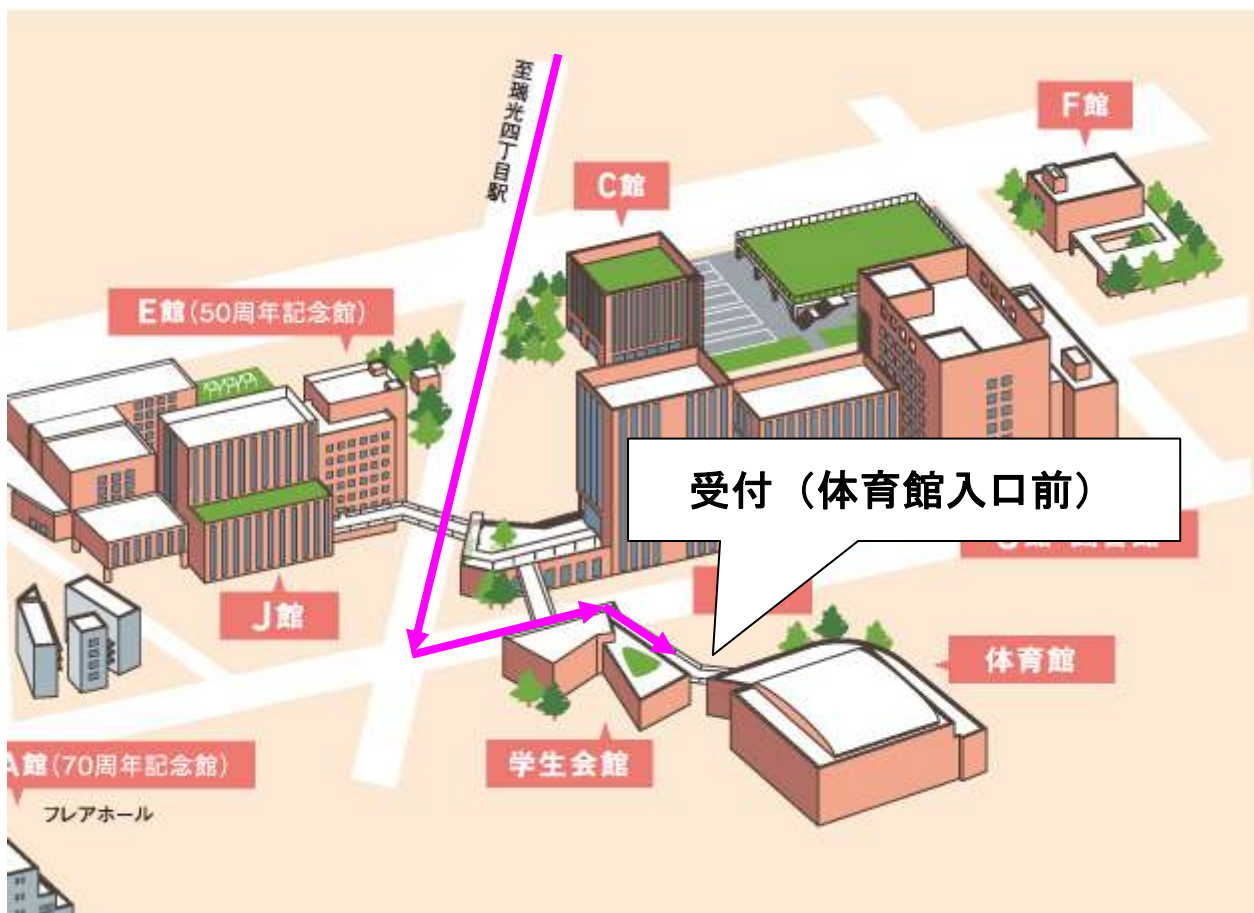 至瑞光四丁目駅
F館
C館
E館(50周年記念館)
受付（体育館入口前）
J館
体育館
学生会館
館(70周年記念館)
フレアホール